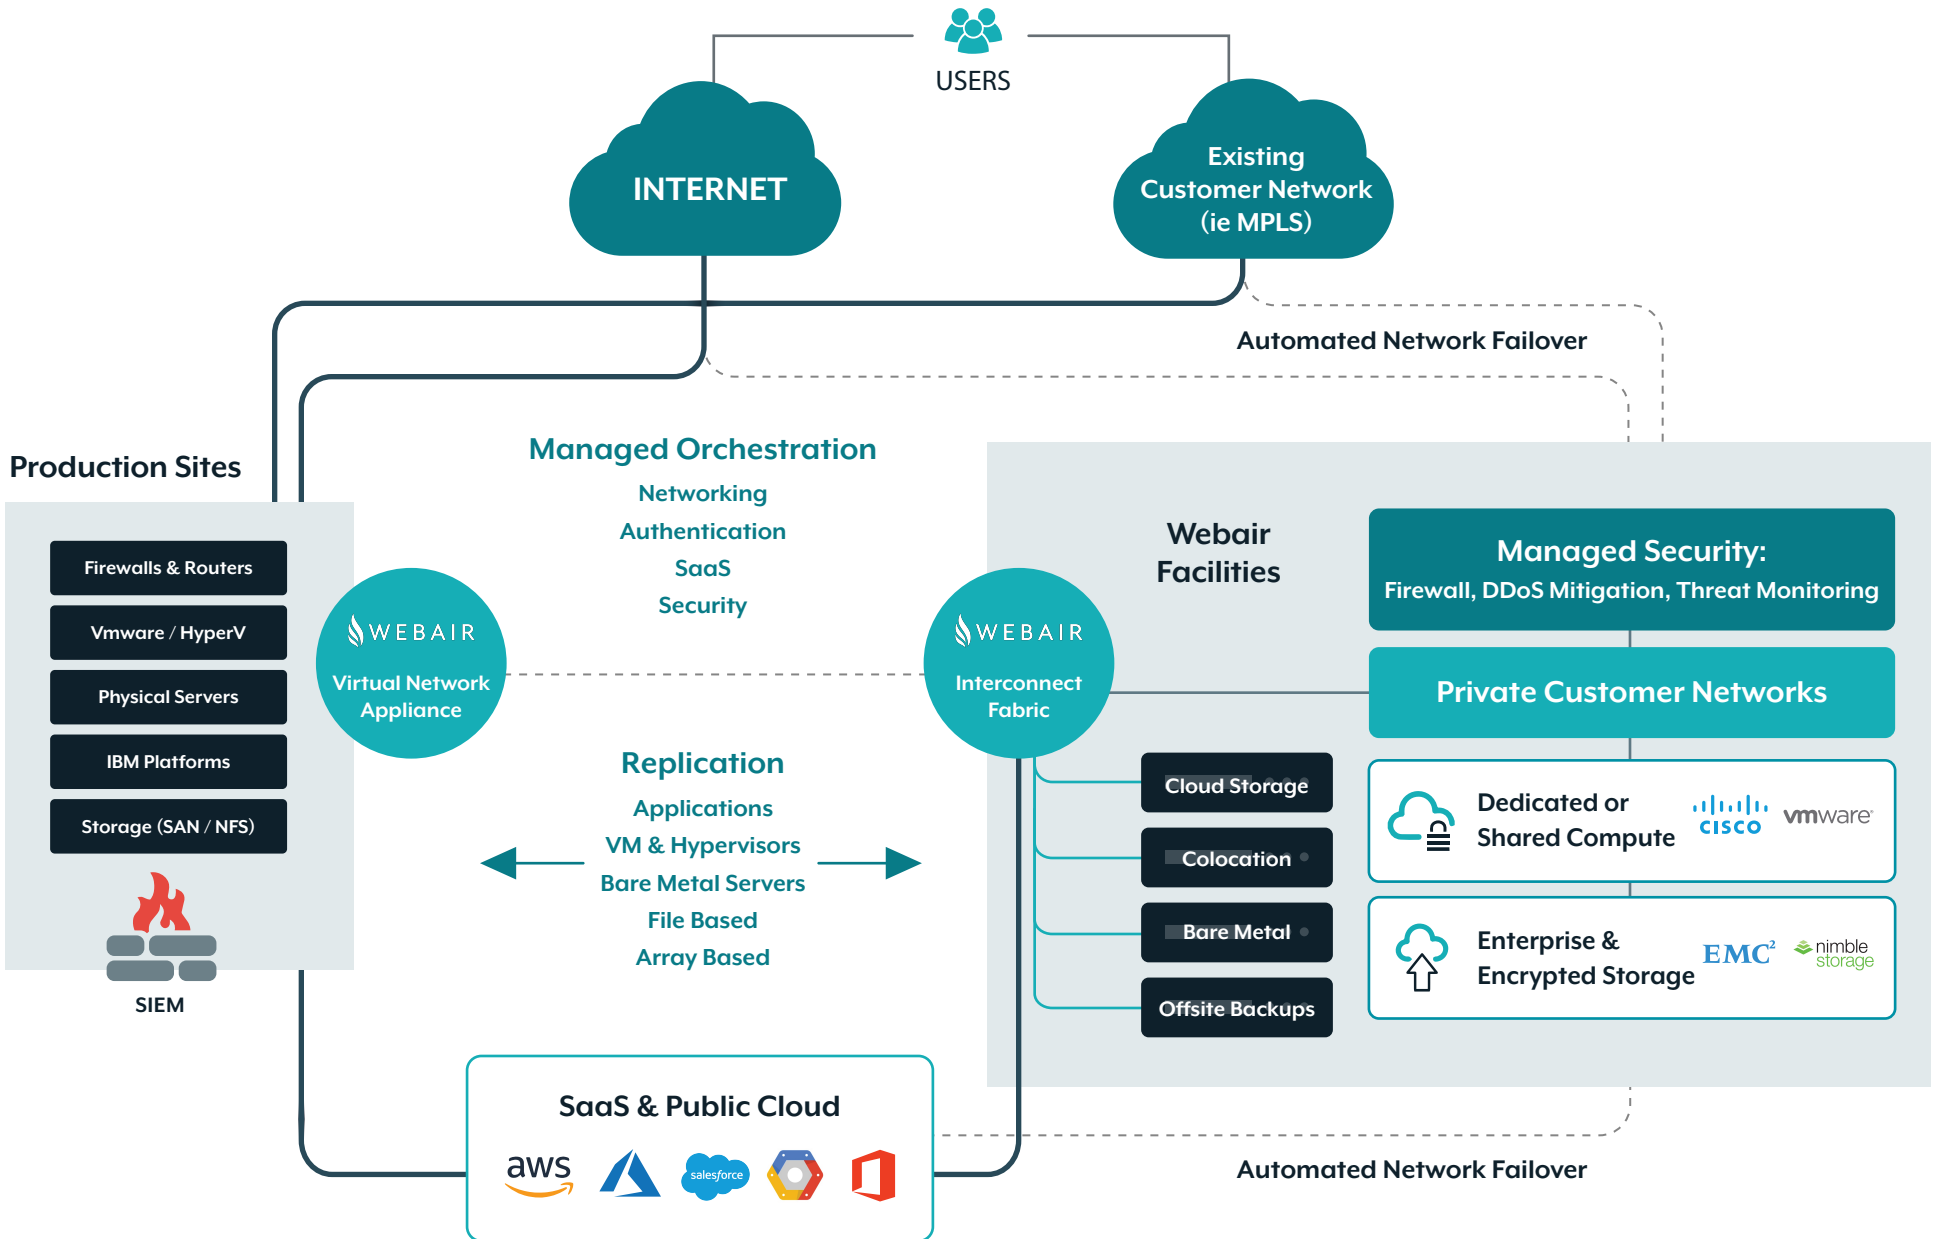 USERS
INTERNET
Existing
Customer Network
(ie MPLS)
Automated Network Failover
Production Sites
Firewalls & Routers
Vmware / HyperV
Physical Servers
IBM Platforms
Storage (SAN / NFS)
SIEM
WEBAIR
Virtual Network
Appliance
Managed Orchestration
Networking
Authentication
SaaS
Security
Replication
Applications
VM & Hypervisors
Bare Metal Servers
File Based
Array Based
WEBAIR
Interconnect
Fabric
Webair
Facilities
Managed Security:
Firewall, DDoS Mitigation, Threat Monitoring
Private Customer Networks
Cloud Storage
Colocation
Bare Metal
Offsite Backups
Dedicated or
Shared Compute
CISCO
vmware
Enterprise &
Encrypted Storage
EMC²
nimble
storage
SaaS & Public Cloud
aws
salesforce
Automated Network Failover